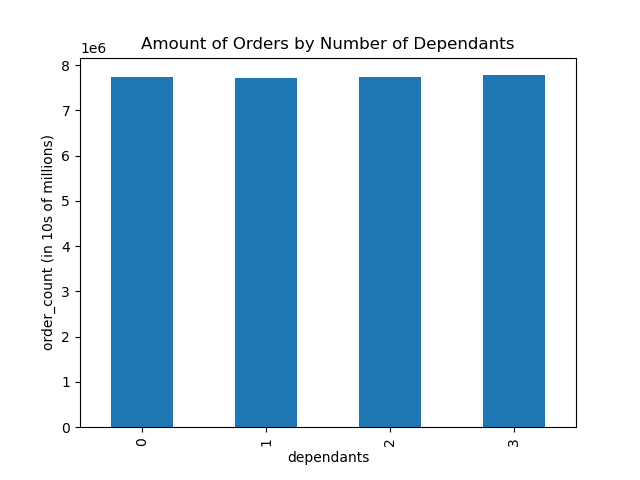 Amount of Orders by Number of Dependants
1e6
8
7
6
5
4
3
2
1
0
order_count (in 10s of millions)
0 1 2 3
dependants